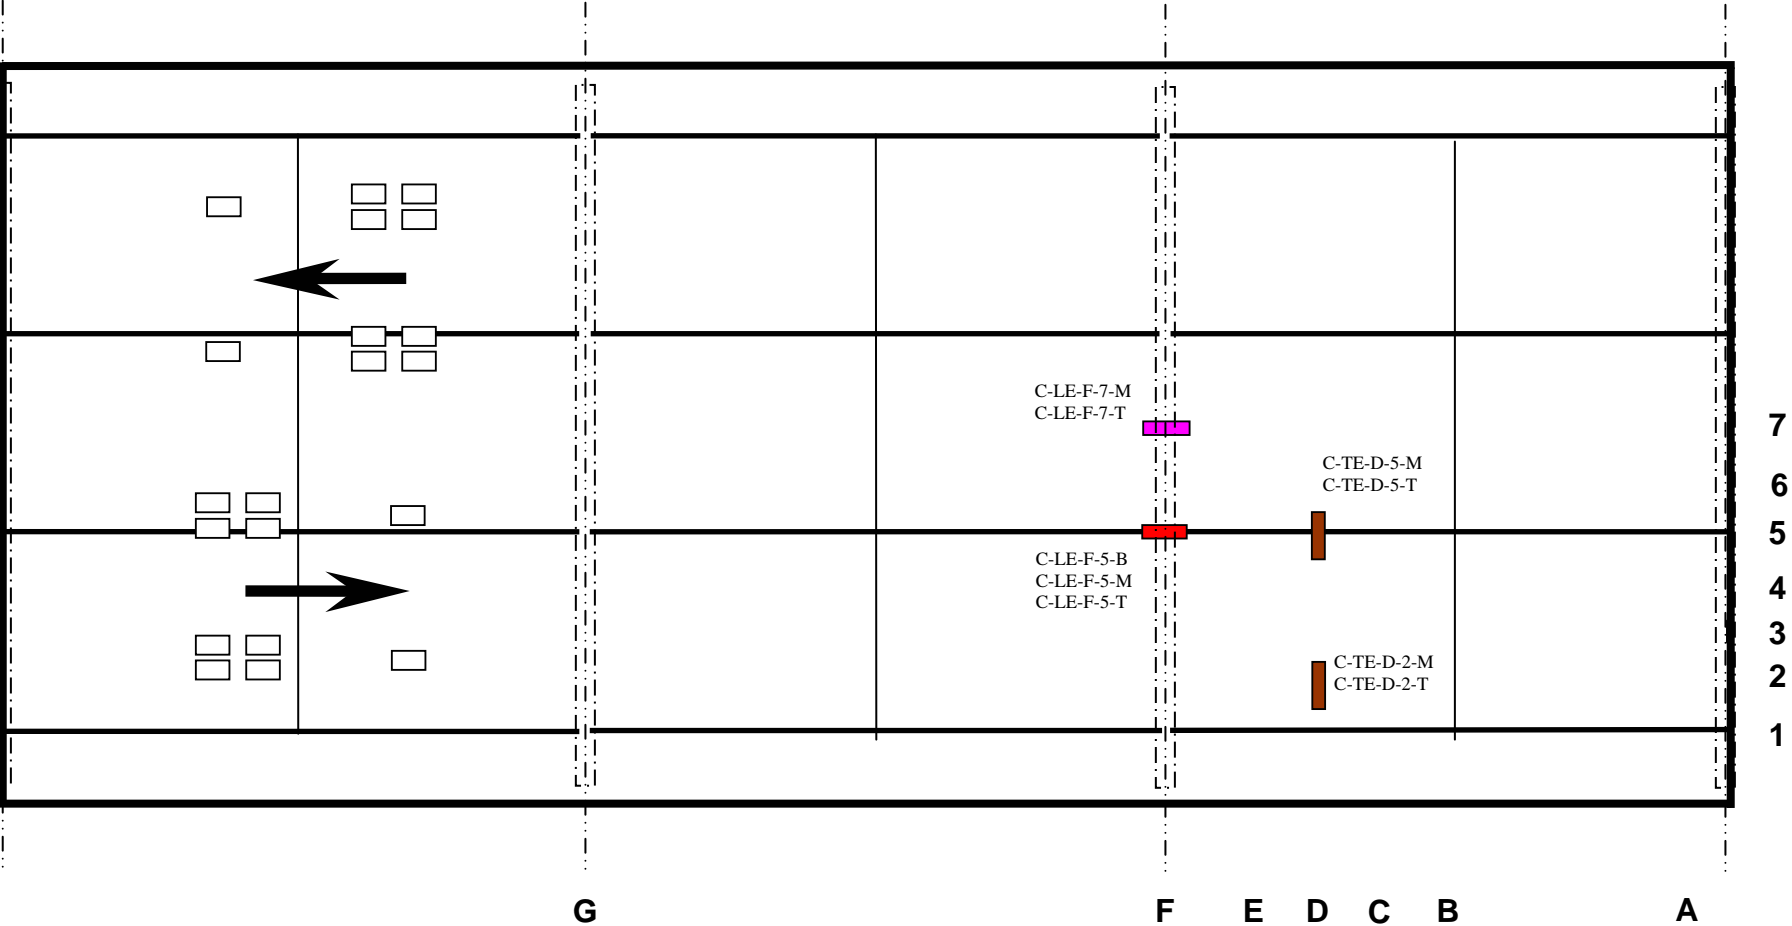 C-LE-F-7-M
C-LE-F-7-T
7
C-TE-D-5-M
C-TE-D-5-T
6
5
C-LE-F-5-B
C-LE-F-5-M
C-LE-F-5-T
4
3
C-TE-D-2-M
C-TE-D-2-T
2
1
G F E D C B A